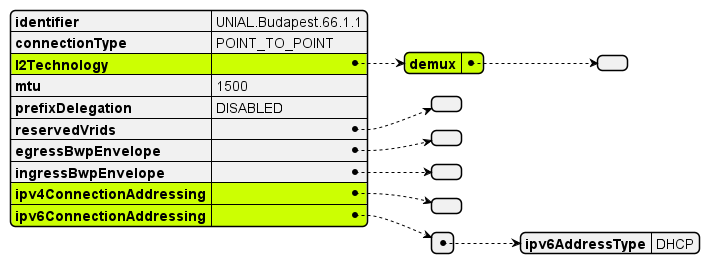 identifier UNIAL.Budapest.66.1.1
connectionType POINT_TO_POINT
l2Technology demux
mtu 1500
prefixDelegation DISABLED
reservedVrids
egressBwpEnvelope
ingressBwpEnvelope
ipv4ConnectionAddressing
ipv6ConnectionAddressing
ipv6AddressType DHCP